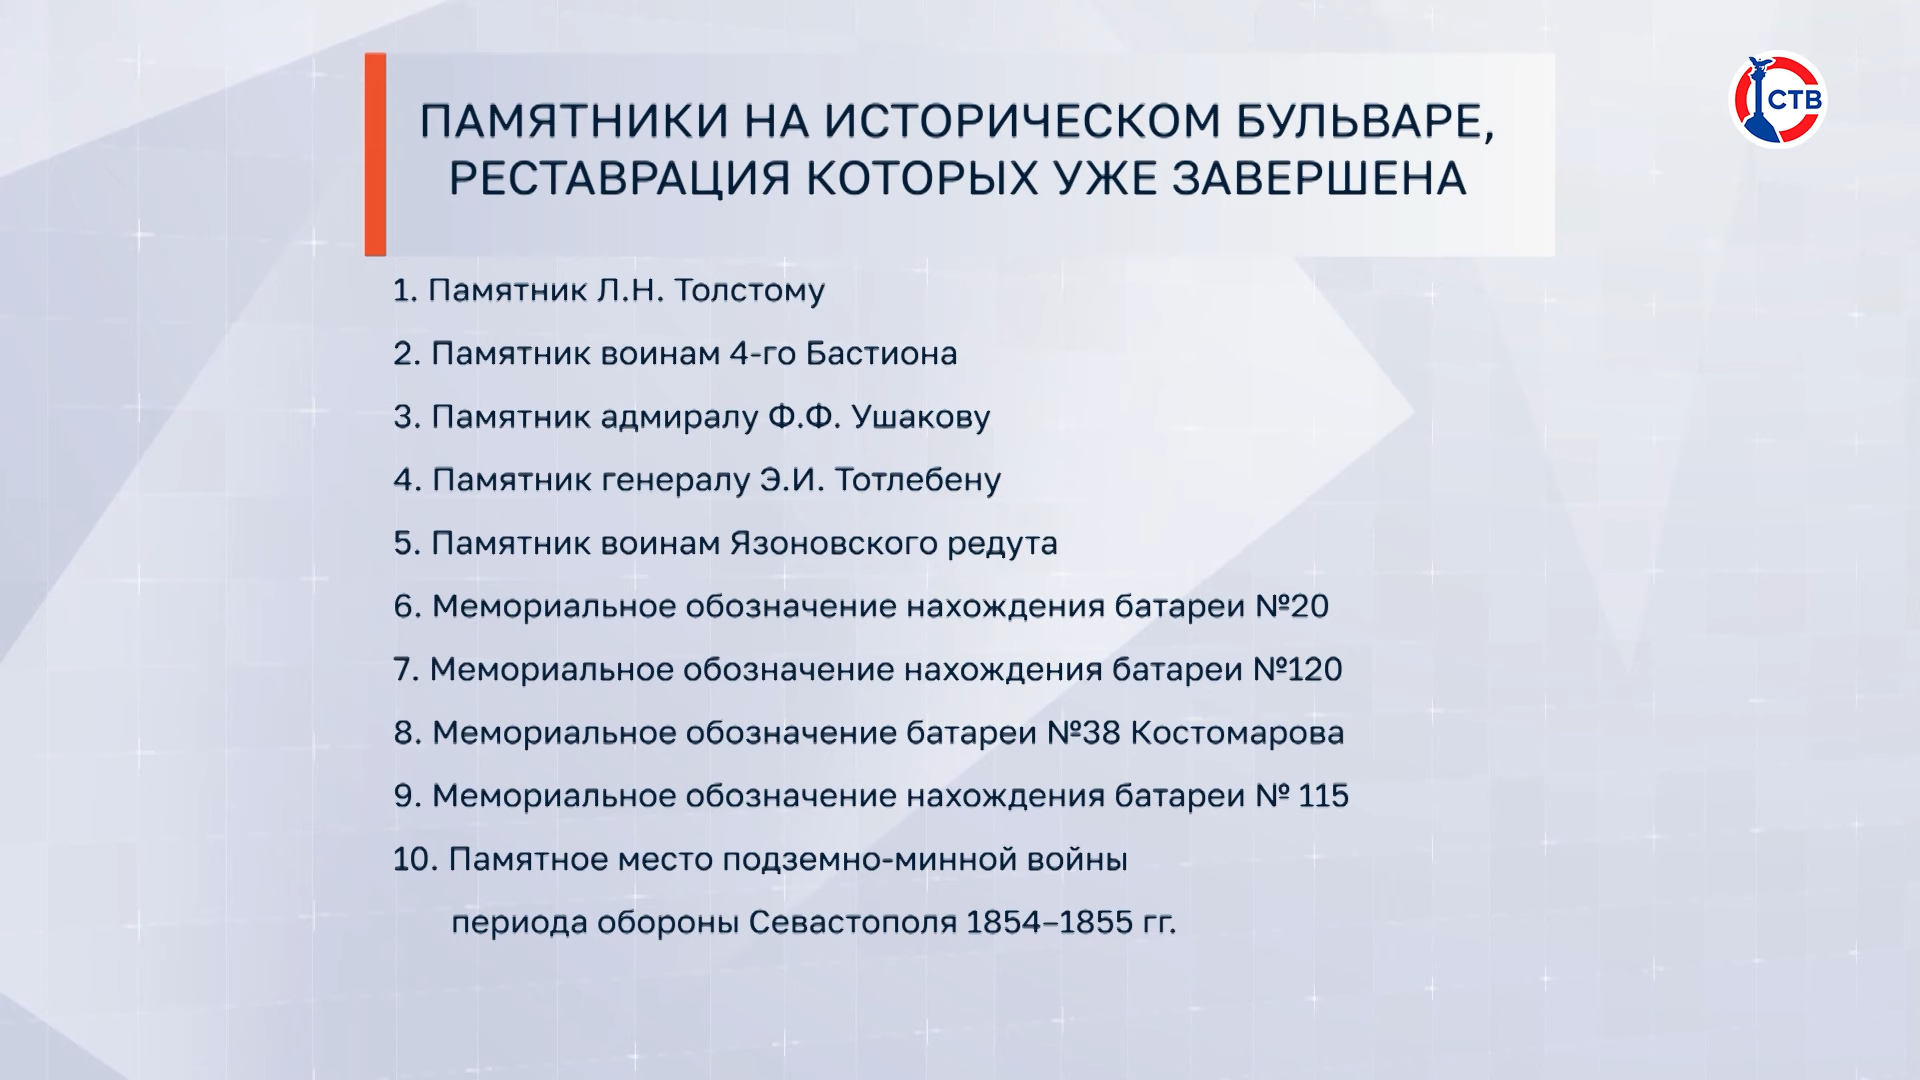 ПАМЯТНИКИ НА ИСТОРИЧЕСКОМ БУЛЬВАРЕ,
РЕСТАВРАЦИЯ КОТОРЫХ УЖЕ ЗАВЕРШЕНА
СТВ
1. Памятник Л.Н. Толстому
2. Памятник воинам 4-го Бастиона
3. Памятник адмиралу Ф.Ф. Ушакову
4. Памятник генералу Э.И. Тотлебену
5. Памятник воинам Язоновского редута
6. Мемориальное обозначение нахождения батареи №20
7. Мемориальное обозначение нахождения батареи №120
8. Мемориальное обозначение батареи №38 Костомарова
9. Мемориальное обозначение нахождения батареи № 115
10. Памятное место подземно-минной войны
периода обороны Севастополя 1854–1855 гг.